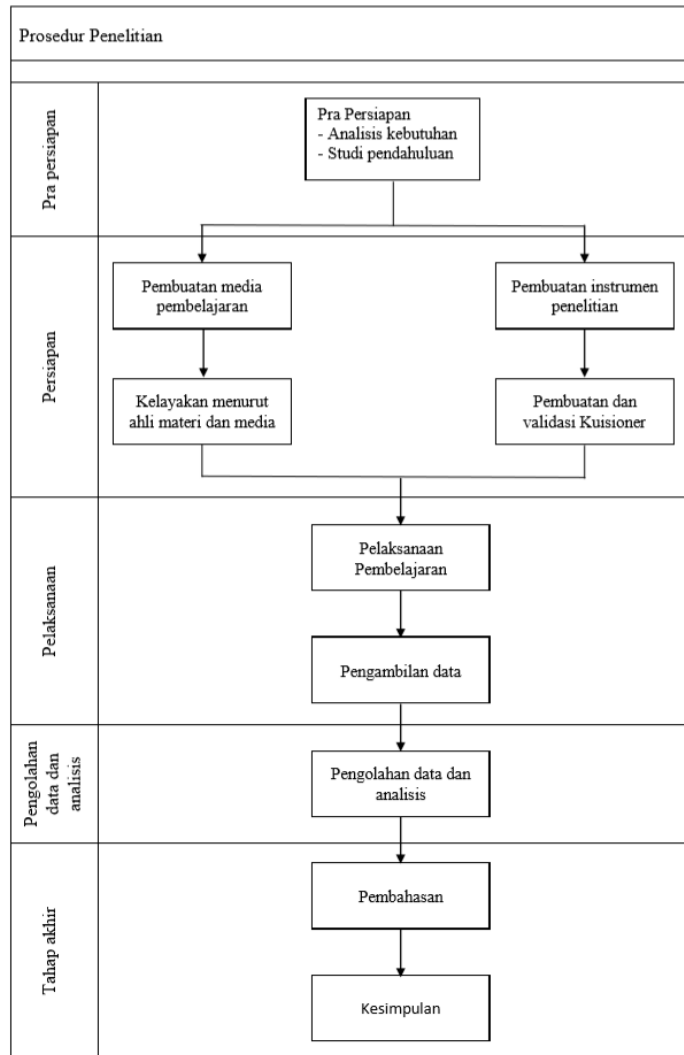 Prosedur Penelitian
Pra persiapan
Pra Persiapan
- Analisis kebutuhan
- Studi pendahuluan
Persiapan
Pembuatan media
pembelajaran
Pembuatan instrumen
penelitian
Kelayakan menurut
ahli materi dan media
Pembuatan dan
validasi Kuisioner
Pelaksanaan
Pelaksanaan
Pembelajaran
Pengambilan data
Pengolahan
data dan
analisis
Pengolahan data dan
analisis
Tahap akhir
Pembahasan
Kesimpulan